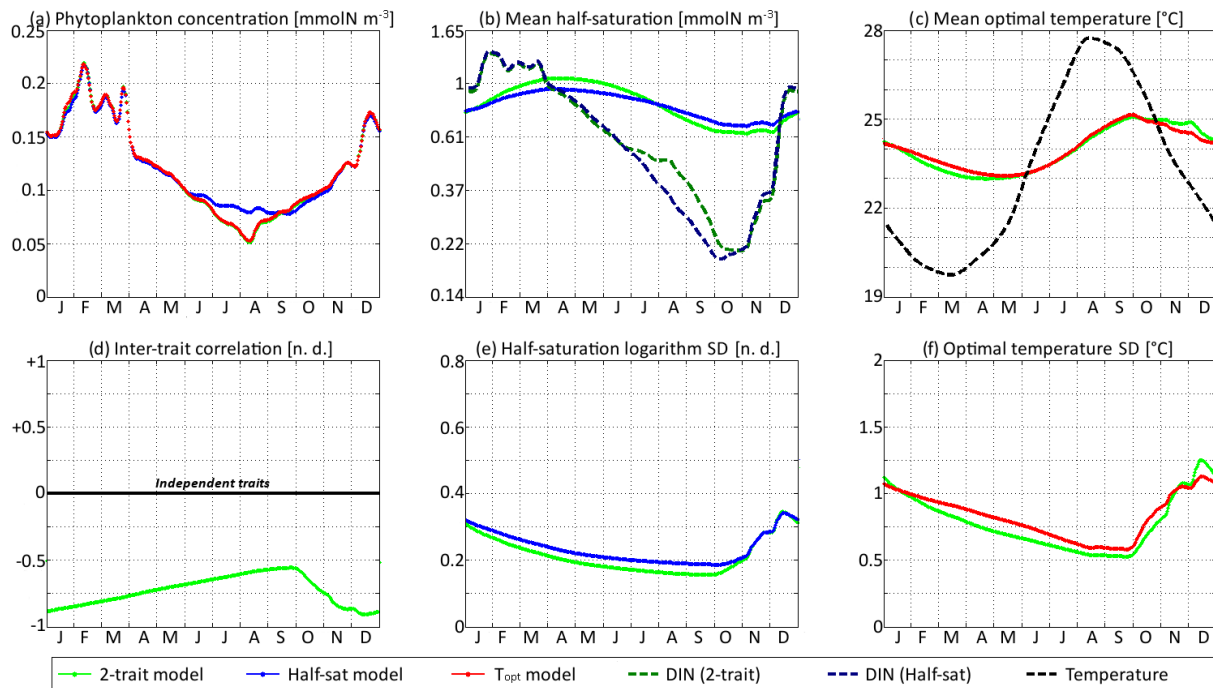 (a) Phytoplankton concentration [mmolN m-3]
0.25
0.2
0.15
0.1
0.05
0
J F M A M J J A S O N D
(b) Mean half-saturation [mmolN m-3]
1.65
1
0.61
0.37
0.22
0.14
J F M A M J J A S O N D
(c) Mean optimal temperature [°C]
28
25
22
19
J F M A M J J A S O N D
(d) Inter-trait correlation [n. d.]
+1
+0.5
0
-0.5
-1
Independent traits
J F M A M J J A S O N D
(e) Half-saturation logarithm SD [n. d.]
0.8
0.6
0.4
0.2
0
J F M A M J J A S O N D
(f) Optimal temperature SD [°C]
2
1.5
1
0.5
0
J F M A M J J A S O N D
2-trait model Half-sat model Topt model DIN (2-trait) DIN (Half-sat) Temperature